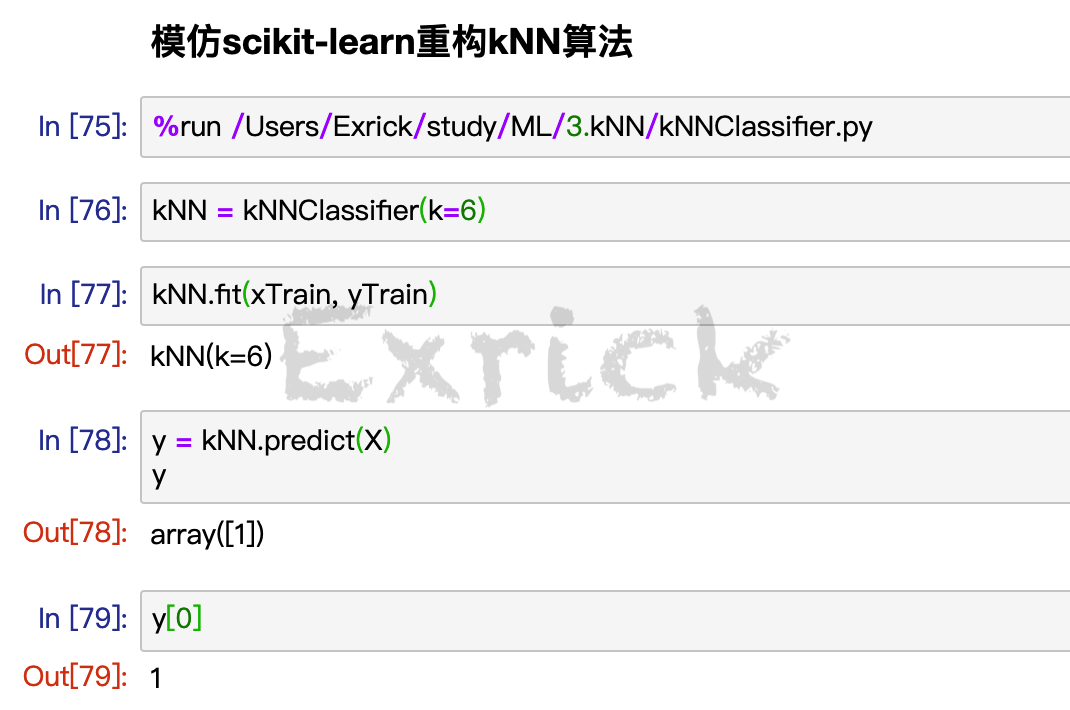 模仿scikit-learn重构kNN算法
In [75]: %run /Users/Exrick/study/ML/3.kNN/kNNClassifier.py
In [76]: kNN = kNNClassifier(k=6)
In [77]: kNN.fit(xTrain, yTrain)
Exrick
Out[77]: kNN(k=6)
In [78]: y = kNN.predict(X)
y
Out[78]: array([1])
In [79]: y[0]
Out[79]: 1